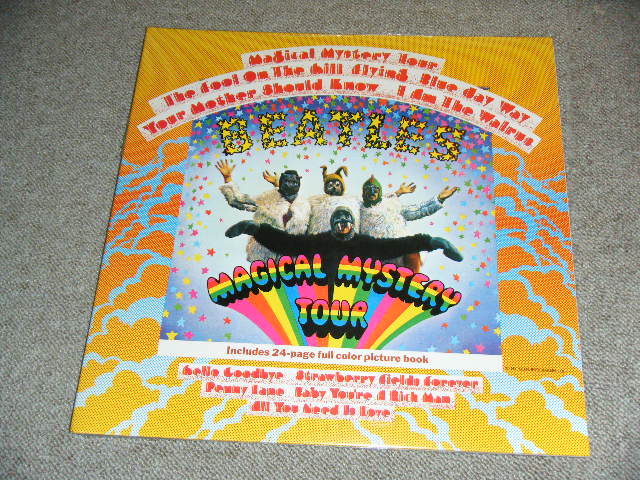 Magical Mystery Tour
The Fool On The Hill Flying Blue Jay Way
Your Mother Should Know I Am The Walrus
BEATLES
MAGICAL MYSTERY
TOUR
Includes 24-page full color picture book
Hello Goodbye Strawberry Fields Forever
Penny Lane Baby You're A Rich Man
All You Need Is Love